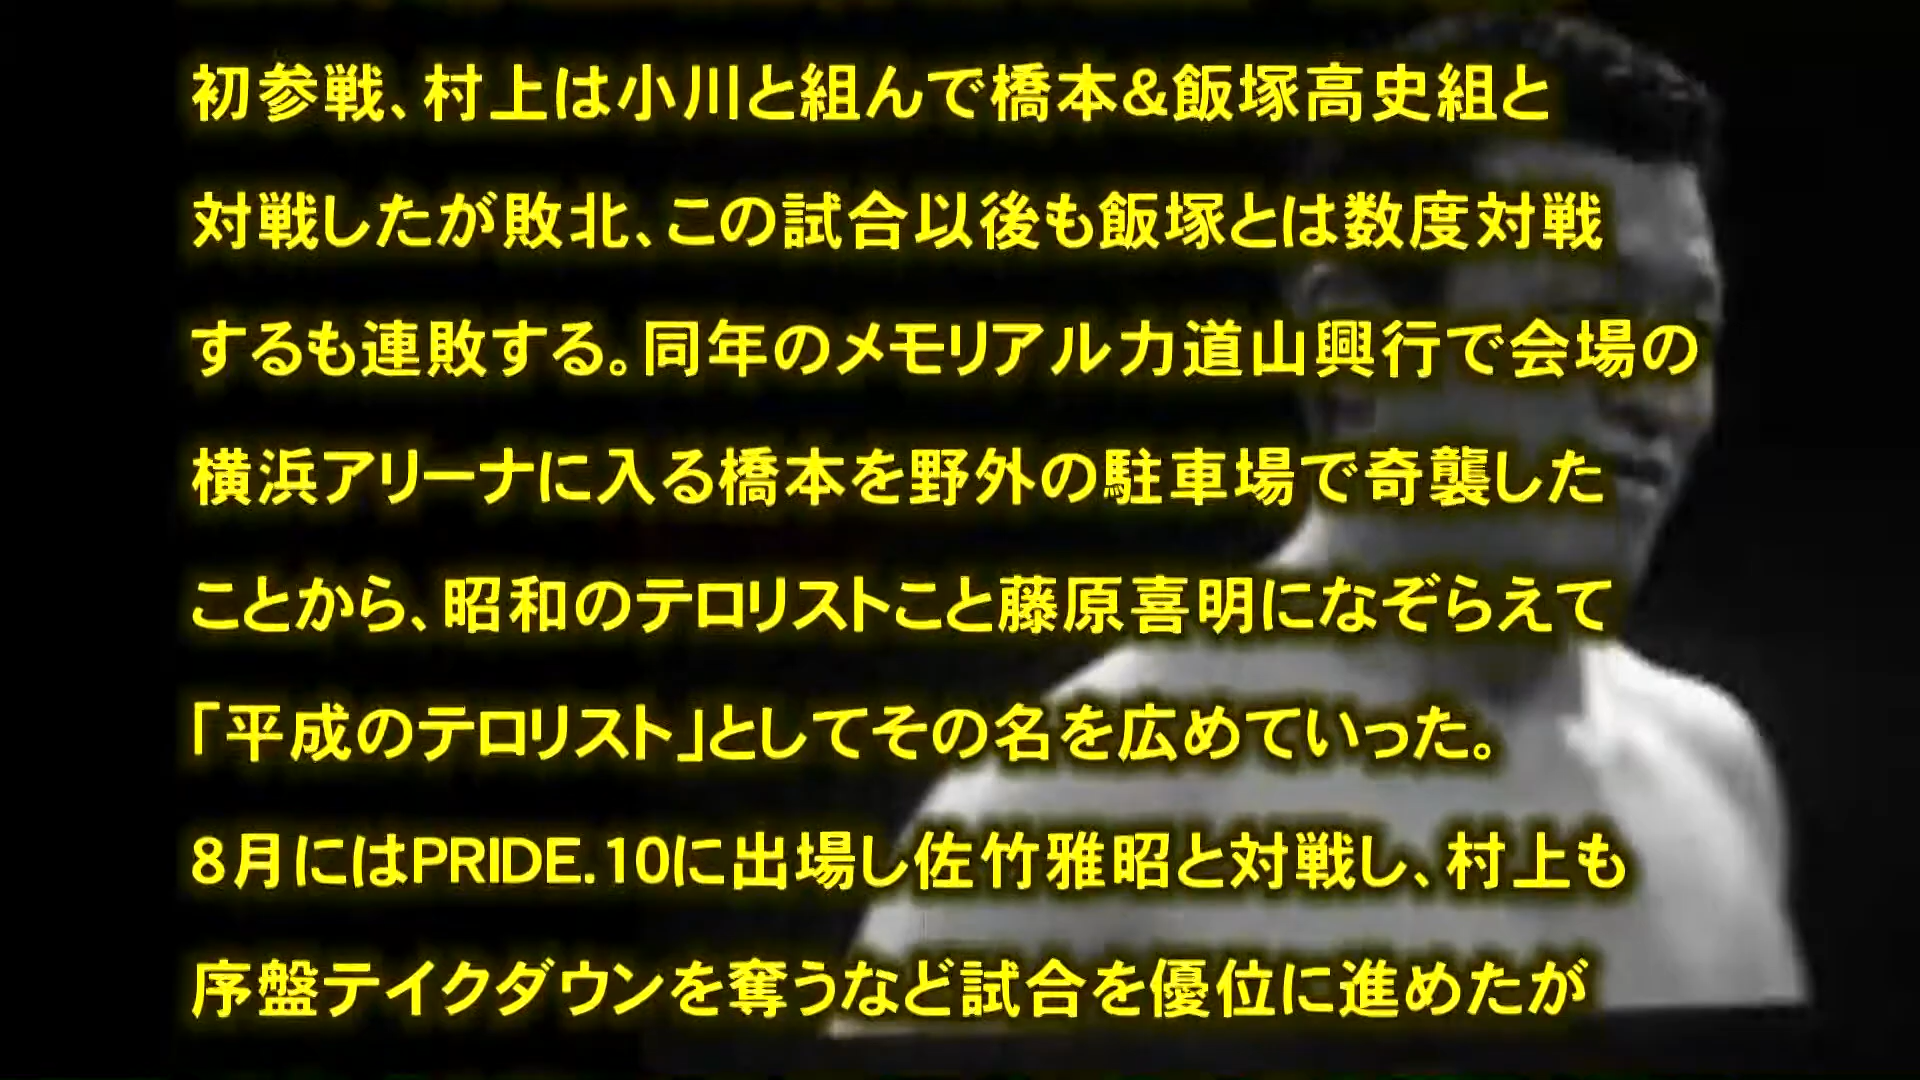 初参戦、村上は小川と組んで橋本&飯塚高史組と
対戦したが敗北、この試合以後も飯塚とは数度対戦
するも連敗する。同年のメモリアル力道山興行で会場の
横浜アリーナに入る橋本を野外の駐車場で奇襲した
ことから、昭和のテロリストこと藤原喜明になぞらえて
「平成のテロリスト」としてその名を広めていった。
8月にはPRIDE.10に出場し佐竹雅昭と対戦し、村上も
序盤テイクダウンを奪うなど試合を優位に進めたが